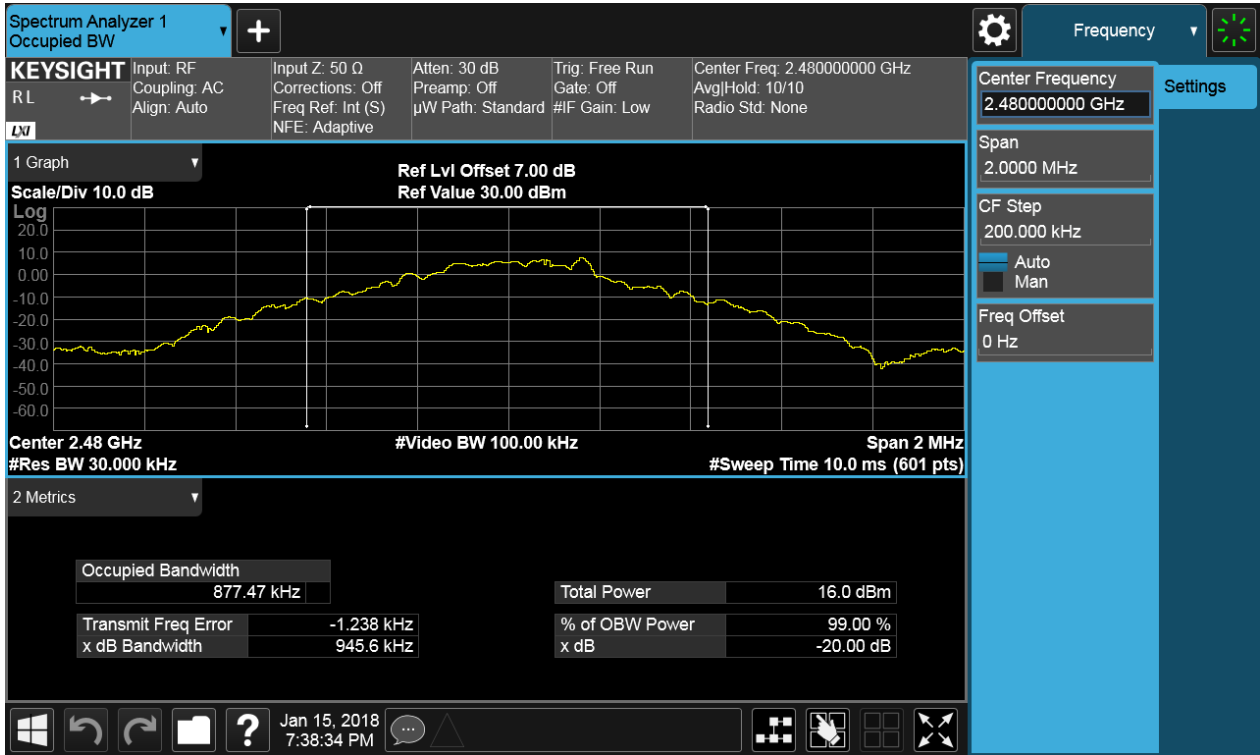 Spectrum Analyzer 1
Occupied BW
Frequency
KEYSIGHT
R L
LXI
Input: RF
Coupling: AC
Align: Auto
Input Z: 50 Ω
Corrections: Off
Freq Ref: Int (S)
NFE: Adaptive
Atten: 30 dB
Preamp: Off
µW Path: Standard
Trig: Free Run
Gate: Off
#IF Gain: Low
Center Freq: 2.480000000 GHz
Avg|Hold: 10/10
Radio Std: None
Center Frequency
2.480000000 GHz
Settings
Span
2.0000 MHz
CF Step
200.000 kHz
Auto
Man
Freq Offset
0 Hz
1 Graph
Scale/Div 10.0 dB
Ref Lvl Offset 7.00 dB
Ref Value 30.00 dBm
Log
20.0
10.0
0.00
-10.0
-20.0
-30.0
-40.0
-50.0
-60.0
Center 2.48 GHz
#Video BW 100.00 kHz
Span 2 MHz
#Res BW 30.000 kHz
#Sweep Time 10.0 ms (601 pts)
2 Metrics
Occupied Bandwidth
877.47 kHz
Total Power 16.0 dBm
Transmit Freq Error -1.238 kHz
% of OBW Power 99.00 %
x dB Bandwidth 945.6 kHz
x dB -20.00 dB
?
Jan 15, 2018
7:38:34 PM